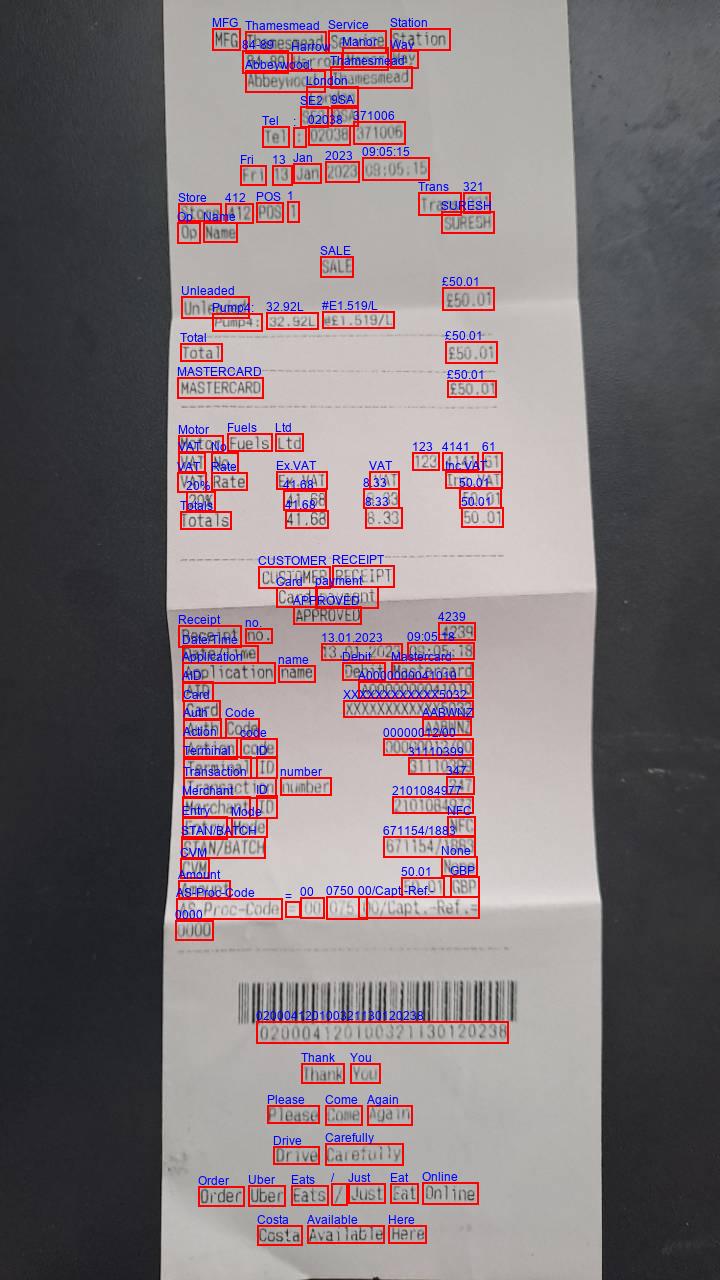 MFG Thamesmead Service Station
84-89 Harrow Manor Way
Abbeywood Thamesmead
London
SE2 9SA
Tel : 02038 371006
Fri 13 Jan 2023 09:05:15
Store 412 POS 1 Trans 321
Op Name SURESH
SALE
Unleaded £50.01
Pump4: 32.92L #£1.519/L
Total £50.01
MASTERCARD £50.01
Motor Fuels Ltd
VAT No. 123 4141 61
VAT Rate Ex.VAT VAT Inc.VAT
20% 41.68 8.33 50.01
Totals 41.68 8.33 50.01
CUSTOMER RECEIPT
Card payment
APPROVED
Receipt no. 4239
Date/Time 13.01.2023 09:05:18
Application name Debit Mastercard
AID A0000000041010
Card XXXXXXXXXXXX5032
Auth Code AABWNZ
Action code 00000012/00
Terminal ID 31110399
Transaction number 347
Merchant ID 2101084977
Entry Mode NFC
STAN/BATCH 671154/1883
CVM None
Amount 50.01 GBP
AS-Proc-Code = 00 075 00/Capt.-Ref.=
0000
020004120100321130120238
Thank You
Please Come Again
Drive Carefully
Order Uber Eats / Just Eat Online
Costa Available Here